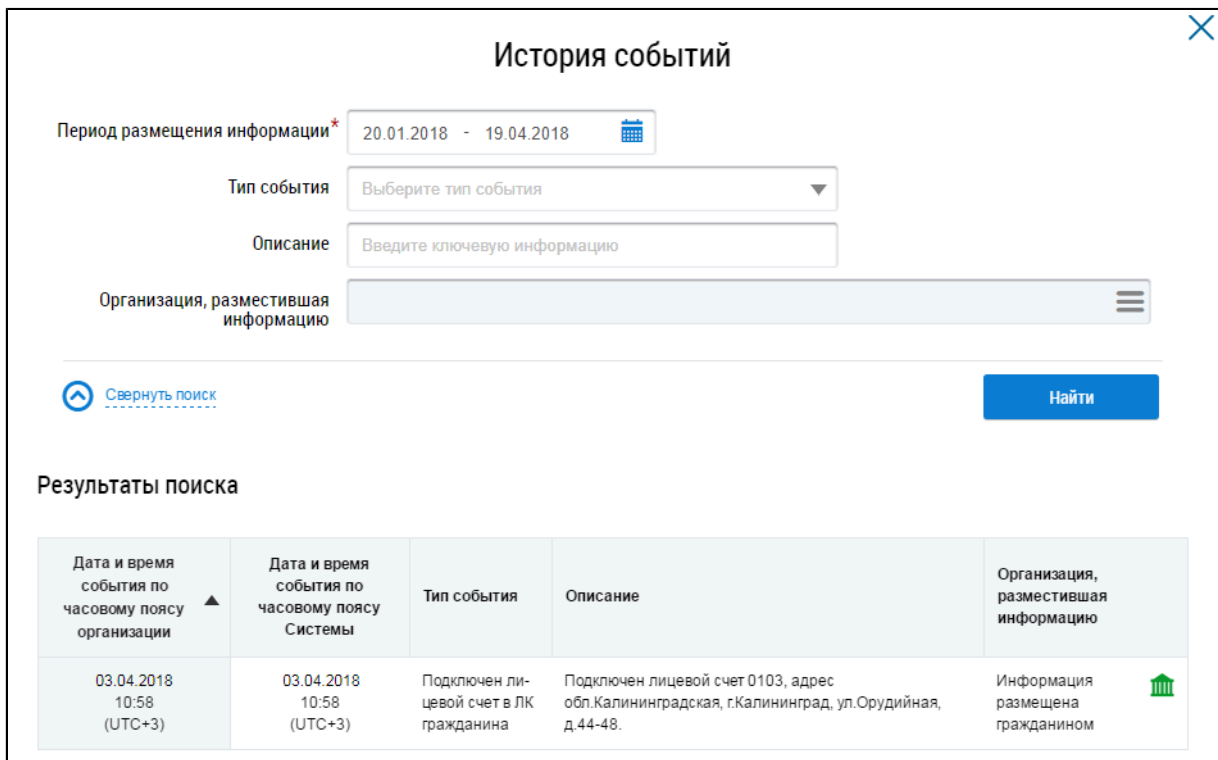 История событий
Период размещения информации*
20.01.2018 - 19.04.2018
Тип события
Выберите тип события
Описание
Введите ключевую информацию
Организация, разместившая
информацию
Свернуть поиск
Найти
Результаты поиска
Дата и время
события по
часовому поясу
организации
Дата и время
события по
часовому поясу
Системы
Тип события
Описание
Организация,
разместившая
информацию
03.04.2018
10:58
(UTC+3)
03.04.2018
10:58
(UTC+3)
Подключен ли-
цевой счет в ЛК
гражданина
Подключен лицевой счет 0103, адрес
обл.Калининградская, г.Калининград, ул.Орудийная,
д.44-48.
Информация
размещена
гражданином